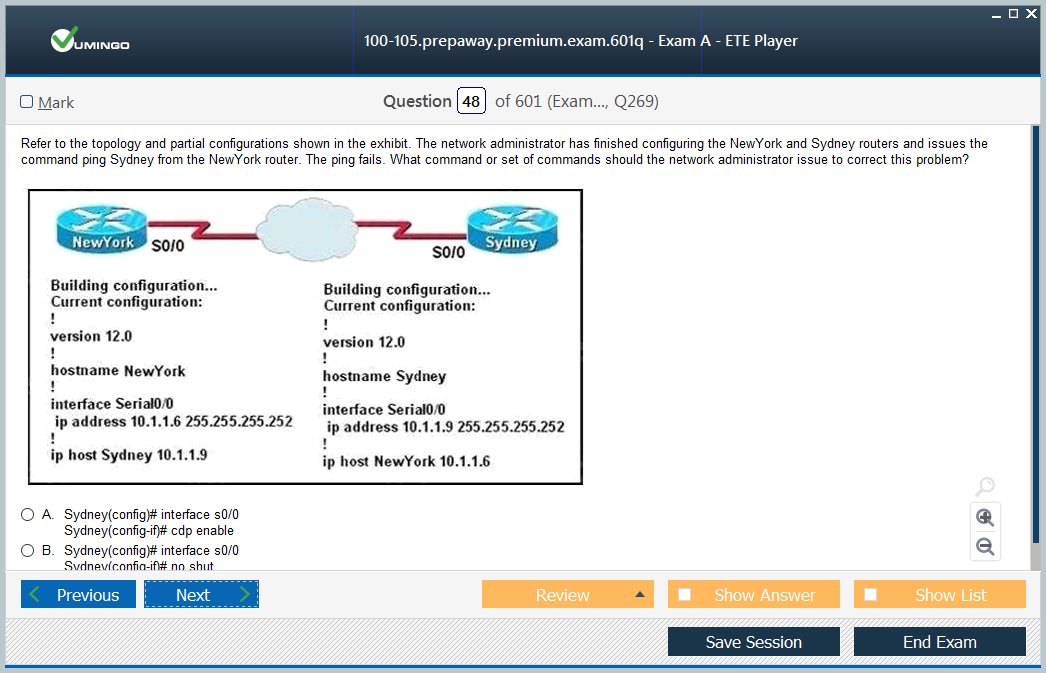 VUMINGO
100-105.prepaway.premium.exam.601q - Exam A - ETE Player
Mark
Question 48 of 601 (Exam..., Q269)
Refer to the topology and partial configurations shown in the exhibit. The network administrator has finished configuring the NewYork and Sydney routers and issues the
command ping Sydney from the NewYork router. The ping fails. What command or set of commands should the network administrator issue to correct this problem?
NewYork
S0/0
S0/0
Sydney
Building configuration...
Current configuration:
!
version 12.0
!
hostname NewYork
!
interface Serial0/0
ip address 10.1.1.6 255.255.255.252
!
ip host Sydney 10.1.1.9
Building configuration...
Current configuration:
!
version 12.0
!
hostname Sydney
!
interface Serial0/0
ip address 10.1.1.9 255.255.255.252
!
ip host NewYork 10.1.1.6
A. Sydney(config)# interface s0/0
Sydney(config-if)# cdp enable
B. Sydney(config)# interface s0/0
Sydney(config-if)# no shut
Previous
Next
Review
Show Answer
Show List
Save Session
End Exam